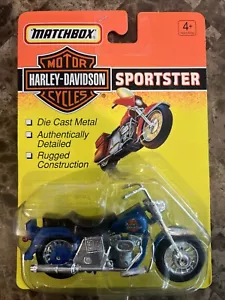 MATCHBOX
MOTOR
HARLEY-DAVIDSON
CYCLES
SPORTSTER
4+
Die Cast Metal
Authentically
Detailed
Rugged
Construction